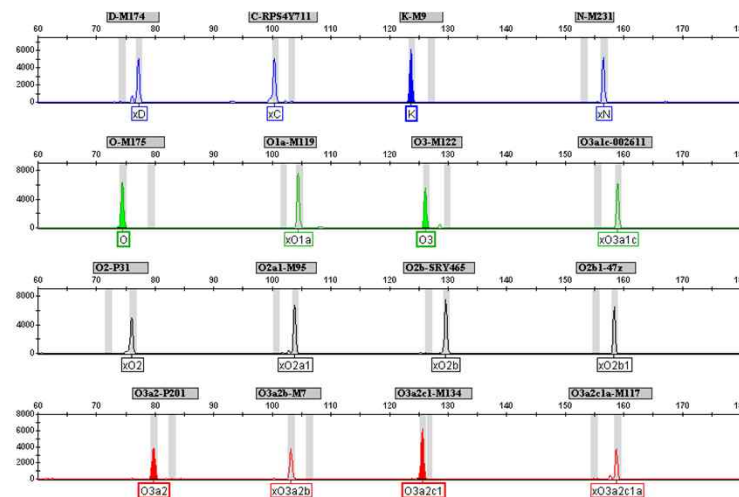 D-M174 C-RPS4Y711 K-M9 N-M231
60 70 80 90 100 110 120 130 140 150 160 170 180
6000
4000
2000
0
xD xC K xN
O-M175 O1a-M119 O3-M122 O3a1c-002611
60 70 80 90 100 110 120 130 140 150 160 170 180
8000
4000
0
O xO1a O3 xO3a1c
O2-P31 O2a1-M95 O2b-SRY465 O2b1-47z
60 70 80 90 100 110 120 130 140 150 160 170 180
8000
4000
0
xO2 xO2a1 xO2b xO2b1
O3a2-P201 O3a2b-M7 O3a2c1-M134 O3a2c1a-M117
60 70 80 90 100 110 120 130 140 150 160 170 180
8000
6000
4000
2000
0
O3a2 xO3a2b O3a2c1 xO3a2c1a